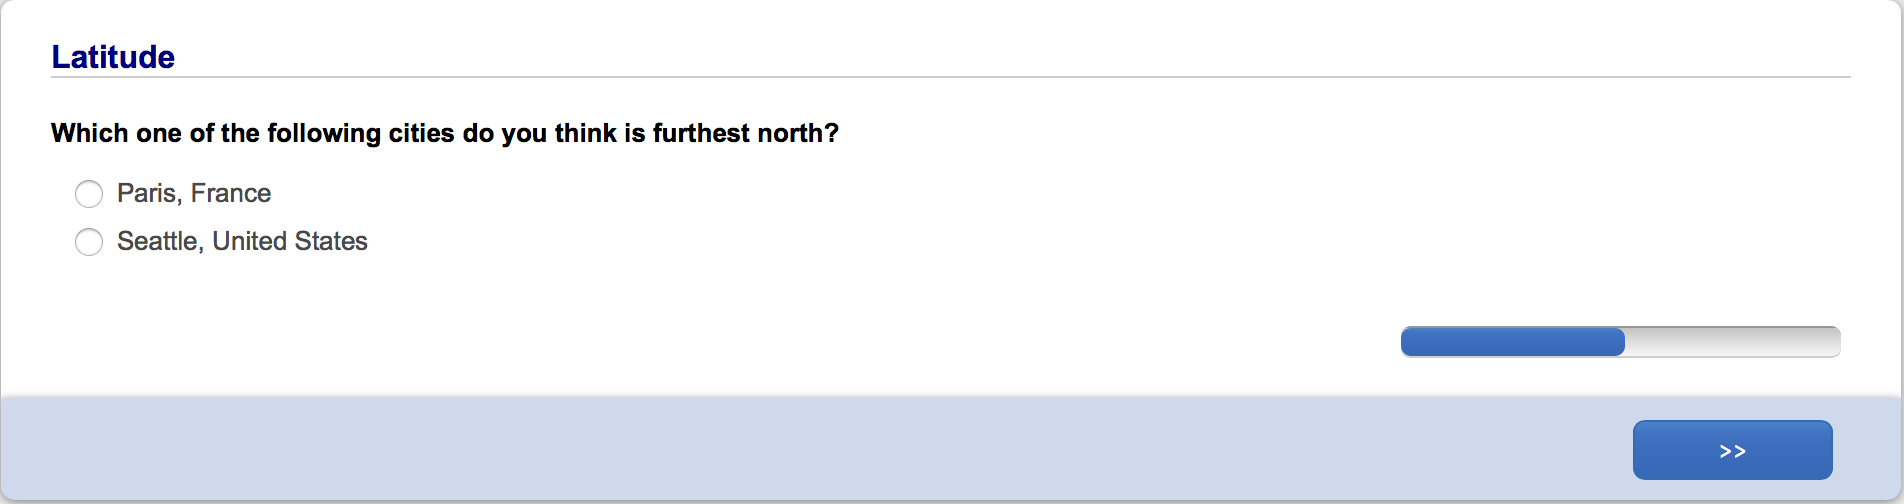 Latitude
Which one of the following cities do you think is furthest north?
Paris, France
Seattle, United States
>>